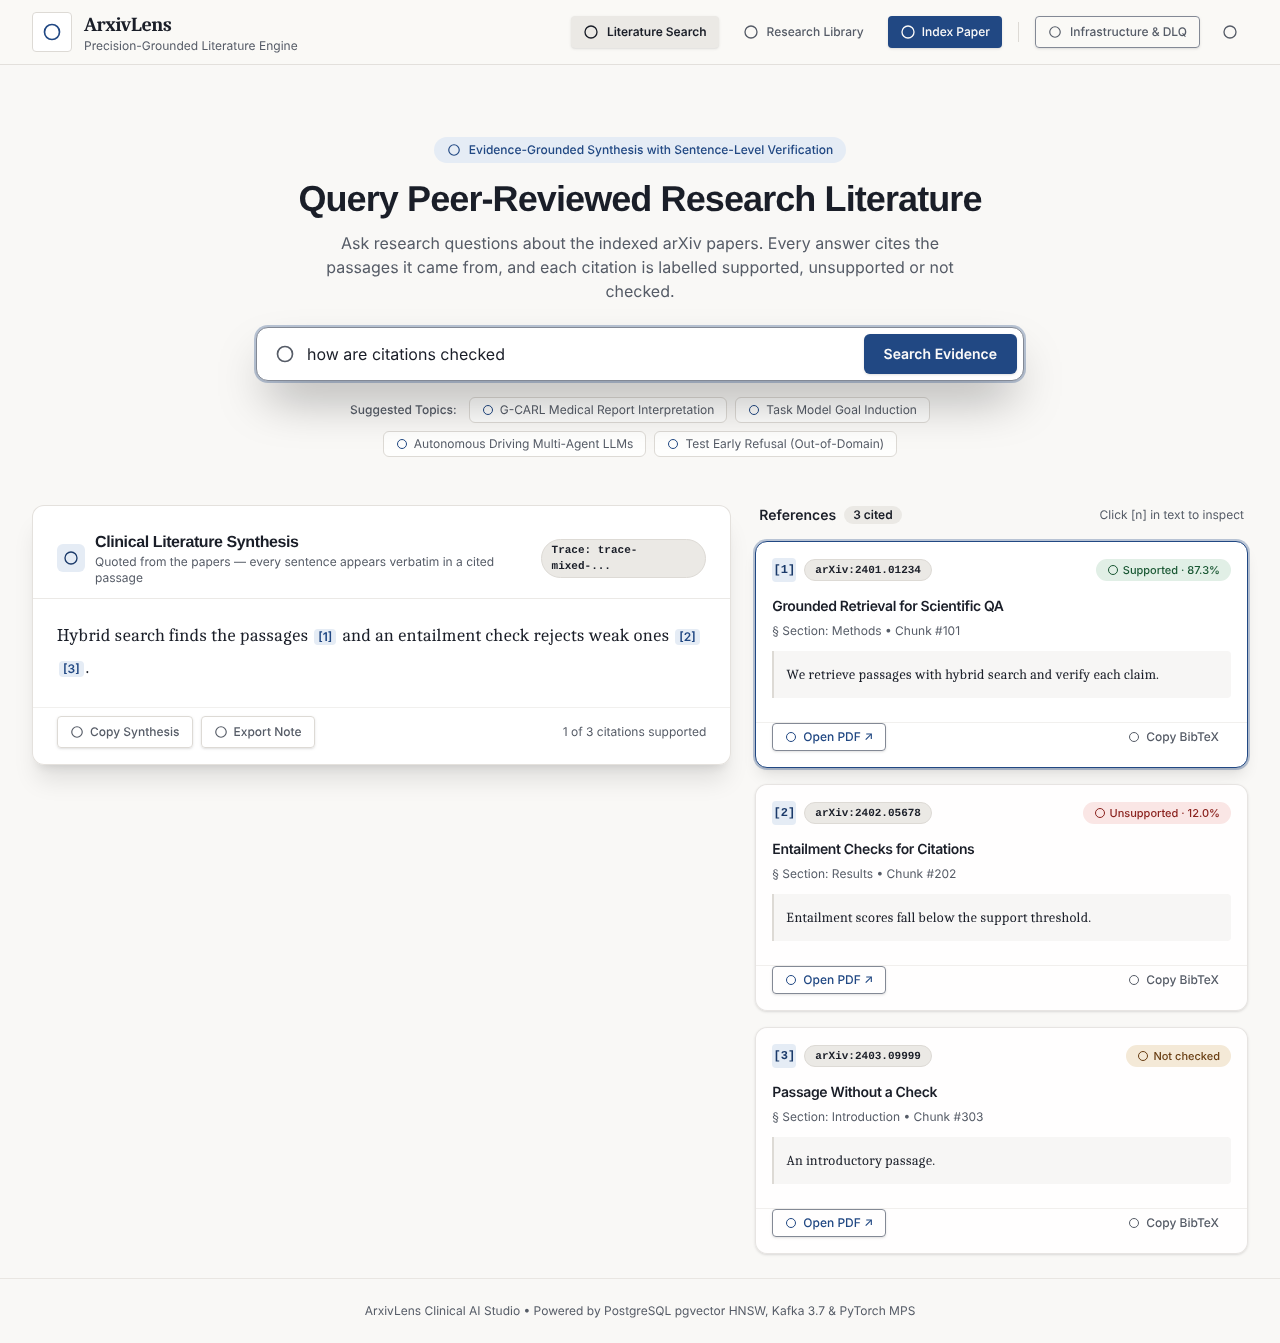 ArxivLens
Precision-Grounded Literature Engine
Literature Search
Research Library
Index Paper
Infrastructure & DLQ
Evidence-Grounded Synthesis with Sentence-Level Verification
Query Peer-Reviewed Research Literature
Ask research questions about the indexed arXiv papers. Every answer cites the
passages it came from, and each citation is labelled supported, unsupported or not
checked.
how are citations checked
Search Evidence
Suggested Topics:
G-CARL Medical Report Interpretation
Task Model Goal Induction
Autonomous Driving Multi-Agent LLMs
Test Early Refusal (Out-of-Domain)
Clinical Literature Synthesis
Quoted from the papers — every sentence appears verbatim in a cited
passage
Trace: trace-
mixed-...
Hybrid search finds the passages [1] and an entailment check rejects weak ones [2]
[3] .
Copy Synthesis
Export Note
1 of 3 citations supported
References
3 cited
Click [n] in text to inspect
[1]
arXiv:2401.01234
Supported · 87.3%
Grounded Retrieval for Scientific QA
§ Section: Methods • Chunk #101
We retrieve passages with hybrid search and verify each claim.
Open PDF ↗
Copy BibTeX
[2]
arXiv:2402.05678
Unsupported · 12.0%
Entailment Checks for Citations
§ Section: Results • Chunk #202
Entailment scores fall below the support threshold.
Open PDF ↗
Copy BibTeX
[3]
arXiv:2403.09999
Not checked
Passage Without a Check
§ Section: Introduction • Chunk #303
An introductory passage.
Open PDF ↗
Copy BibTeX
ArxivLens Clinical AI Studio • Powered by PostgreSQL pgvector HNSW, Kafka 3.7 & PyTorch MPS